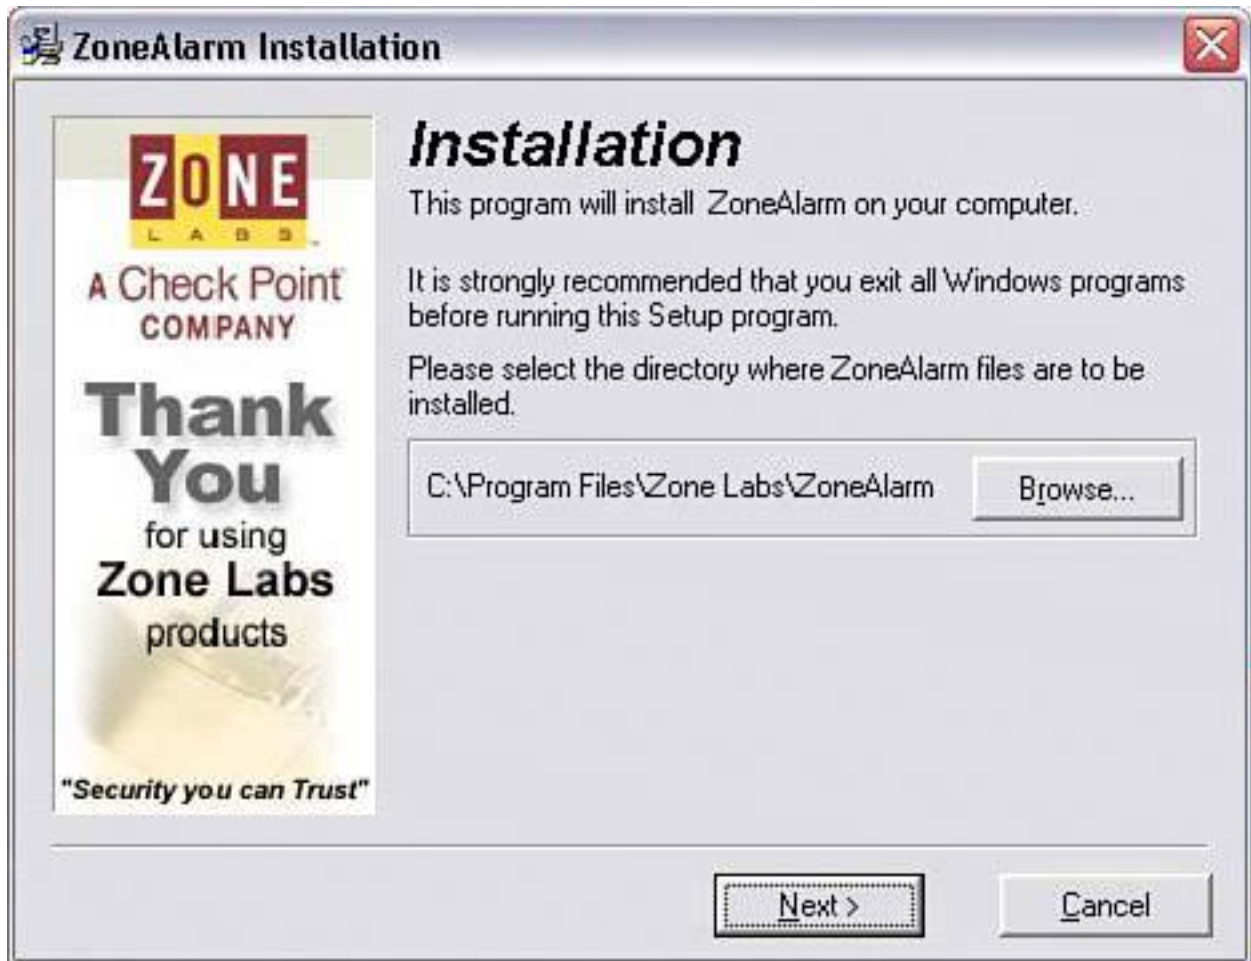 ZoneAlarm Installation
ZONE
LABS™
A Check Point
COMPANY
Thank
You
for using
Zone Labs
products
"Security you can Trust"
Installation
This program will install ZoneAlarm on your computer.
It is strongly recommended that you exit all Windows programs
before running this Setup program.
Please select the directory where ZoneAlarm files are to be
installed.
C:\Program Files\Zone Labs\ZoneAlarm
Browse...
Next >
Cancel